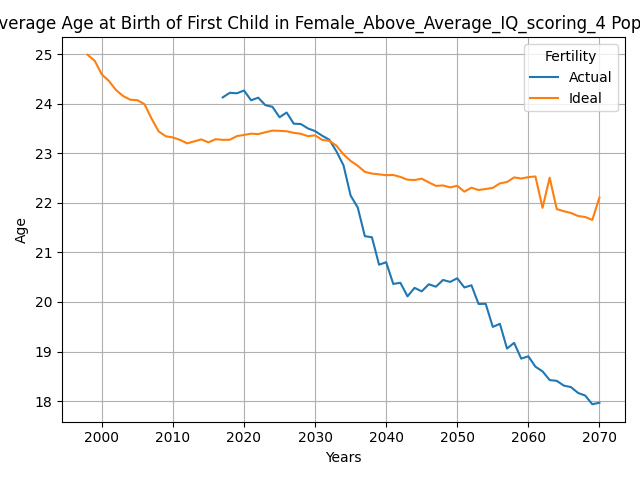 verage Age at Birth of First Child in Female_Above_Average_IQ_scoring_4 Pop
Fertility
Actual
Ideal
25
24
23
22
21
20
19
18
Age
2000 2010 2020 2030 2040 2050 2060 2070
Years